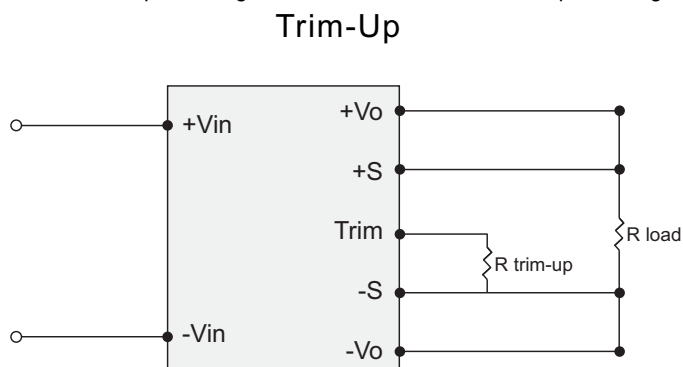 Trim-Up
+Vin
+Vo
+S
Trim
R load
R trim-up
-S
-Vin
-Vo